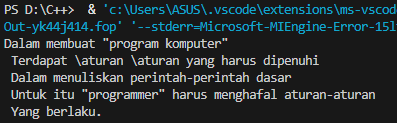 PS D:\C++>  & 'c:\Users\ASUS\.vscode\extensions\ms-vscod
Out-yk44j414.fop' '--stderr=Microsoft-MIEngine-Error-15l
Dalam membuat "program komputer"
Terdapat \aturan \aturan yang harus dipenuhi
Dalam menuliskan perintah-perintah dasar
Untuk itu "programmer" harus menghafal aturan-aturan
Yang berlaku.